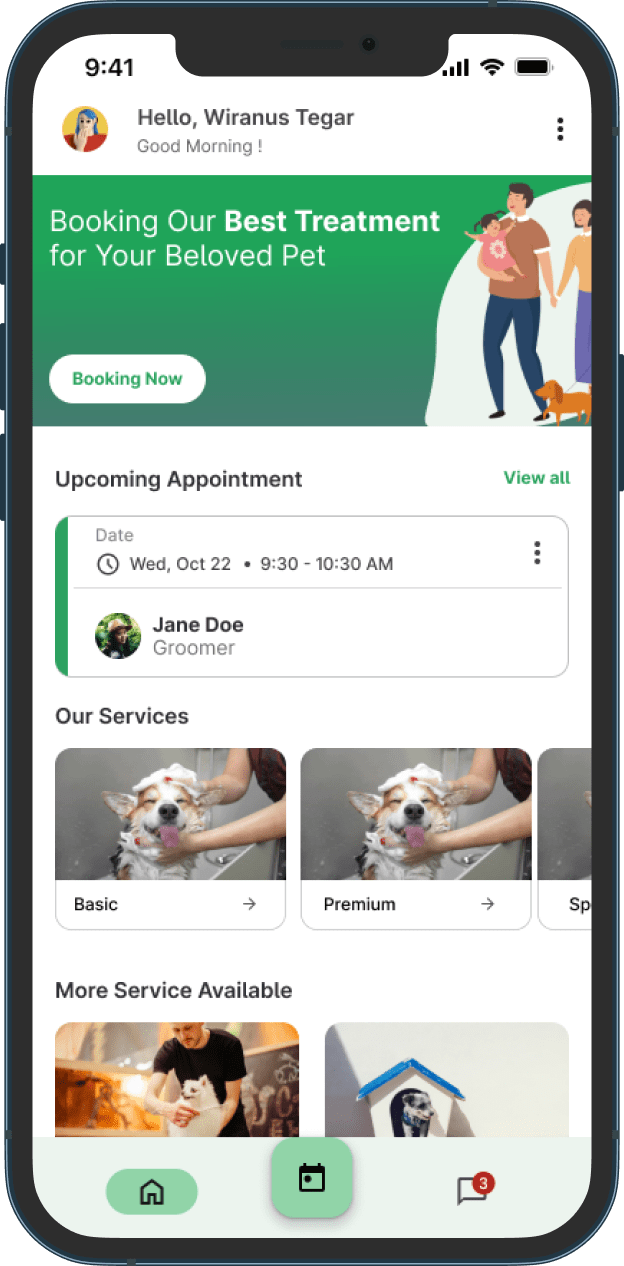 9:41
Hello, Wiranus Tegar
Good Morning !
Booking Our Best Treatment
for Your Beloved Pet
Booking Now
Upcoming Appointment
View all
Date
Wed, Oct 22 • 9:30 - 10:30 AM
Jane Doe
Groomer
Our Services
Basic
Premium
More Service Available
3